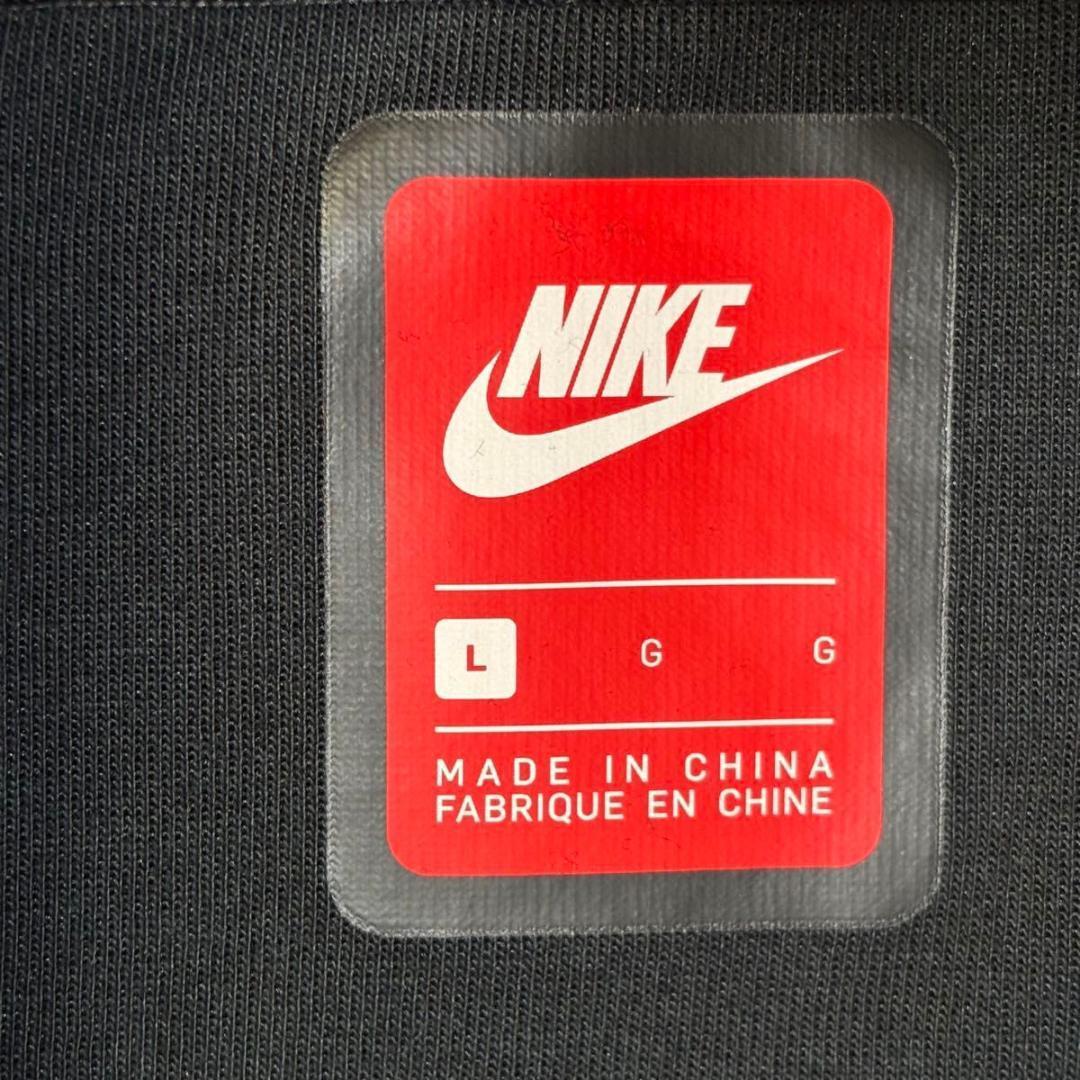 NIKE
L G G
MADE IN CHINA
FABRIQUE EN CHINE